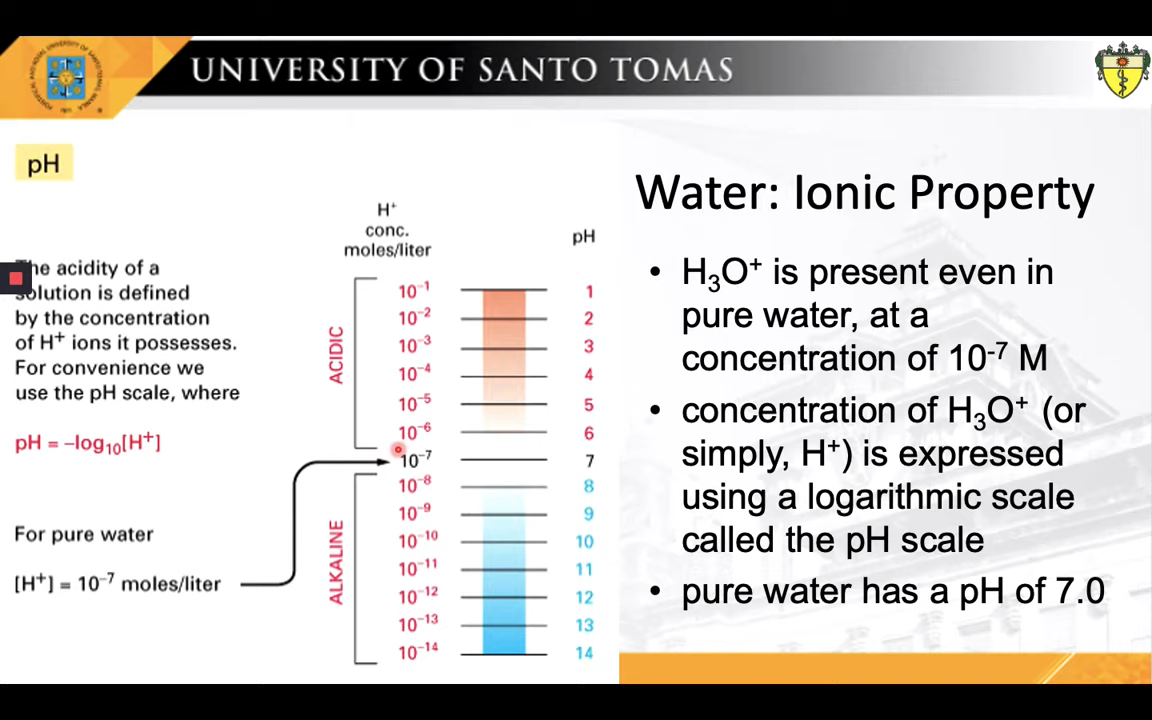 UNIVERSITY OF SANTO TOMAS
pH
The acidity of a
solution is defined
by the concentration
of H⁺ ions it possesses.
For convenience we
use the pH scale, where
pH = –log₁₀[H⁺]
For pure water
[H⁺] = 10⁻⁷ moles/liter
H⁺
conc.
moles/liter
pH
ACIDIC
10⁻¹ 1
10⁻² 2
10⁻³ 3
10⁻⁴ 4
10⁻⁵ 5
10⁻⁶ 6
10⁻⁷ 7
ALKALINE
10⁻⁸ 8
10⁻⁹ 9
10⁻¹⁰ 10
10⁻¹¹ 11
10⁻¹² 12
10⁻¹³ 13
10⁻¹⁴ 14
Water: Ionic Property
• H₃O⁺ is present even in
pure water, at a
concentration of 10⁻⁷ M
• concentration of H₃O⁺ (or
simply, H⁺) is expressed
using a logarithmic scale
called the pH scale
• pure water has a pH of 7.0